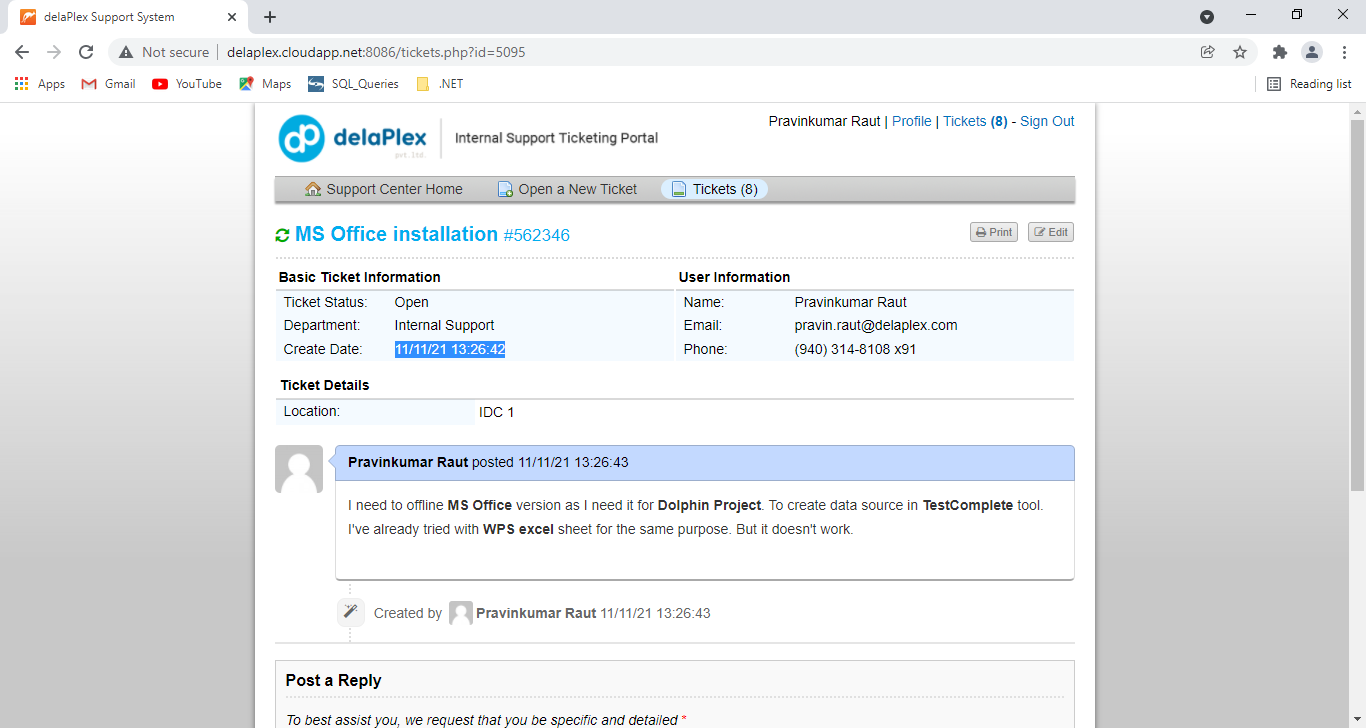 delaPlex Support System
Not secure
delaplex.cloudapp.net:8086/tickets.php?id=5095
Apps Gmail YouTube Maps SQL_Queries .NET Reading list
delaPlex
pvt.ltd.
Internal Support Ticketing Portal
Pravinkumar Raut | Profile | Tickets (8) - Sign Out
Support Center Home Open a New Ticket Tickets (8)
MS Office installation #562346
Print Edit
Basic Ticket Information
Ticket Status: Open
Department: Internal Support
Create Date: 11/11/21 13:26:42
User Information
Name: Pravinkumar Raut
Email: pravin.raut@delaplex.com
Phone: (940) 314-8108 x91
Ticket Details
Location: IDC 1
Pravinkumar Raut posted 11/11/21 13:26:43
I need to offline MS Office version as I need it for Dolphin Project. To create data source in TestComplete tool.
I've already tried with WPS excel sheet for the same purpose. But it doesn't work.
Created by Pravinkumar Raut 11/11/21 13:26:43
Post a Reply
To best assist you, we request that you be specific and detailed *